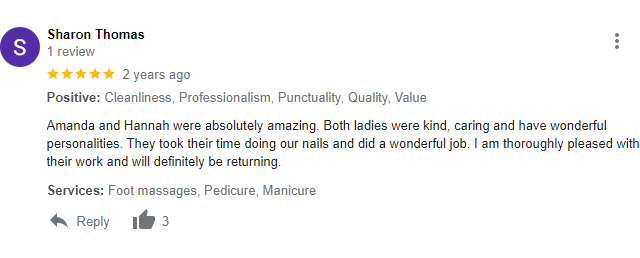 S
Sharon Thomas
1 review
2 years ago
Positive: Cleanliness, Professionalism, Punctuality, Quality, Value
Amanda and Hannah were absolutely amazing. Both ladies were kind, caring and have wonderful
personalities. They took their time doing our nails and did a wonderful job. I am thoroughly pleased with
their work and will definitely be returning.
Services: Foot massages, Pedicure, Manicure
Reply 3